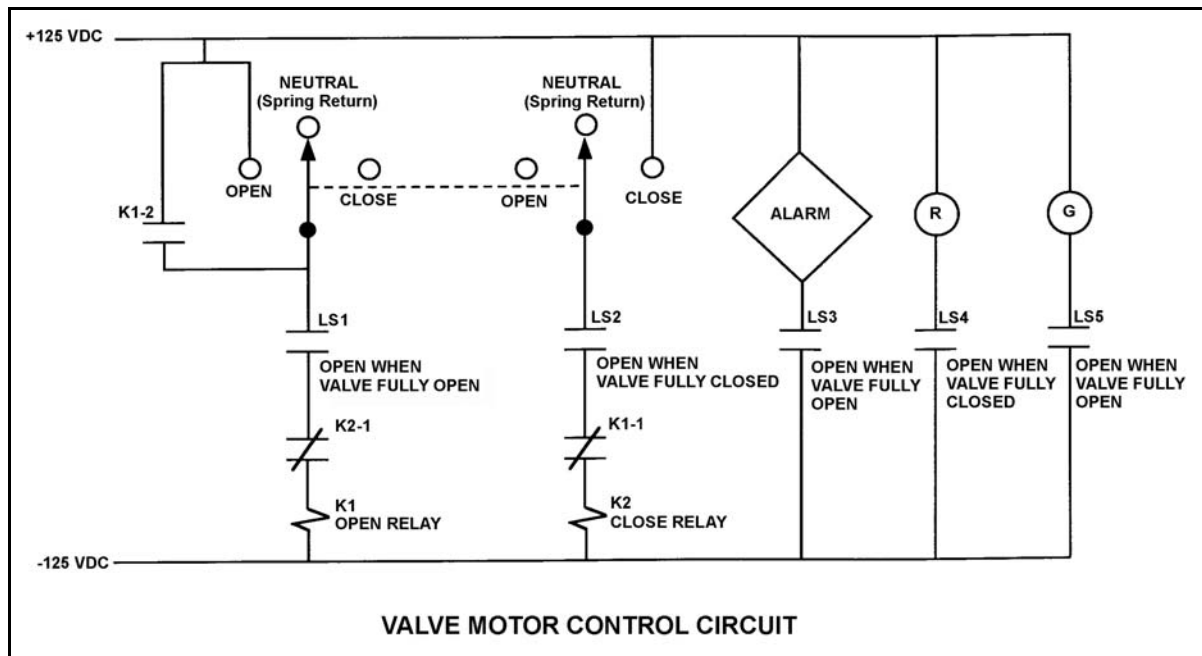 +125 VDC
NEUTRAL
(Spring Return)
NEUTRAL
(Spring Return)
OPEN
CLOSE
OPEN
CLOSE
K1-2
ALARM
R
G
LS1
OPEN WHEN
VALVE FULLY OPEN
LS2
OPEN WHEN
VALVE FULLY CLOSED
LS3
OPEN WHEN
VALVE FULLY
OPEN
LS4
OPEN WHEN
VALVE FULLY
CLOSED
LS5
OPEN WHEN
VALVE FULLY
OPEN
K2-1
K1-1
K1
OPEN RELAY
K2
CLOSE RELAY
-125 VDC
VALVE MOTOR CONTROL CIRCUIT